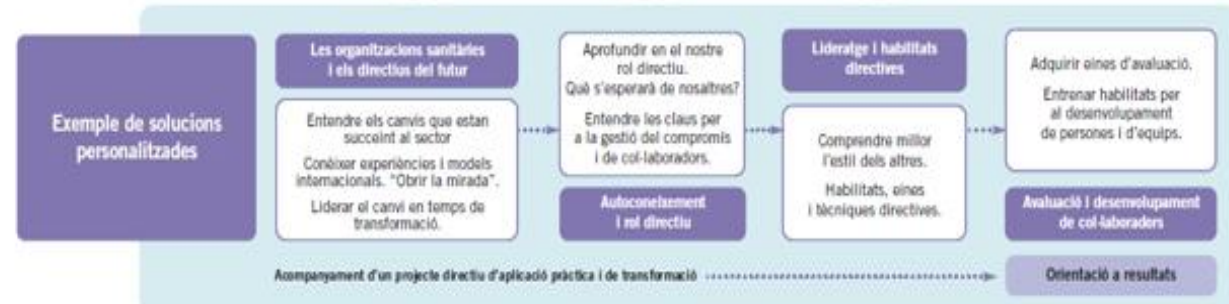 Exemple de solucions
personalitzades
Les organitzacions sanitàries
i els directius del futur
Entendre els canvis que estan
succeint al sector
Conèixer experiències i models
internacionals. "Obrir la mirada".
Liderar el canvi en temps de
transformació.
Aprofundir en el nostre
rol directiu.
Què s'esperarà de nosaltres?
Entendre les claus per
a la gestió del compromís
i de col·laboradors.
Autoconeixement
i rol directiu
Lideratge i habilitats
directives
Comprendre millor
l'estil dels altres.
Habilitats, eines
i tècniques directives.
Adquirir eines d'avaluació.
Entrenar habilitats per
al desenvolupament
de persones i d'equips.
Avaluació i desenvolupament
de col·laboradors
Acompanyament d'un projecte directiu d'aplicació pràctica i de transformació
Orientació a resultats